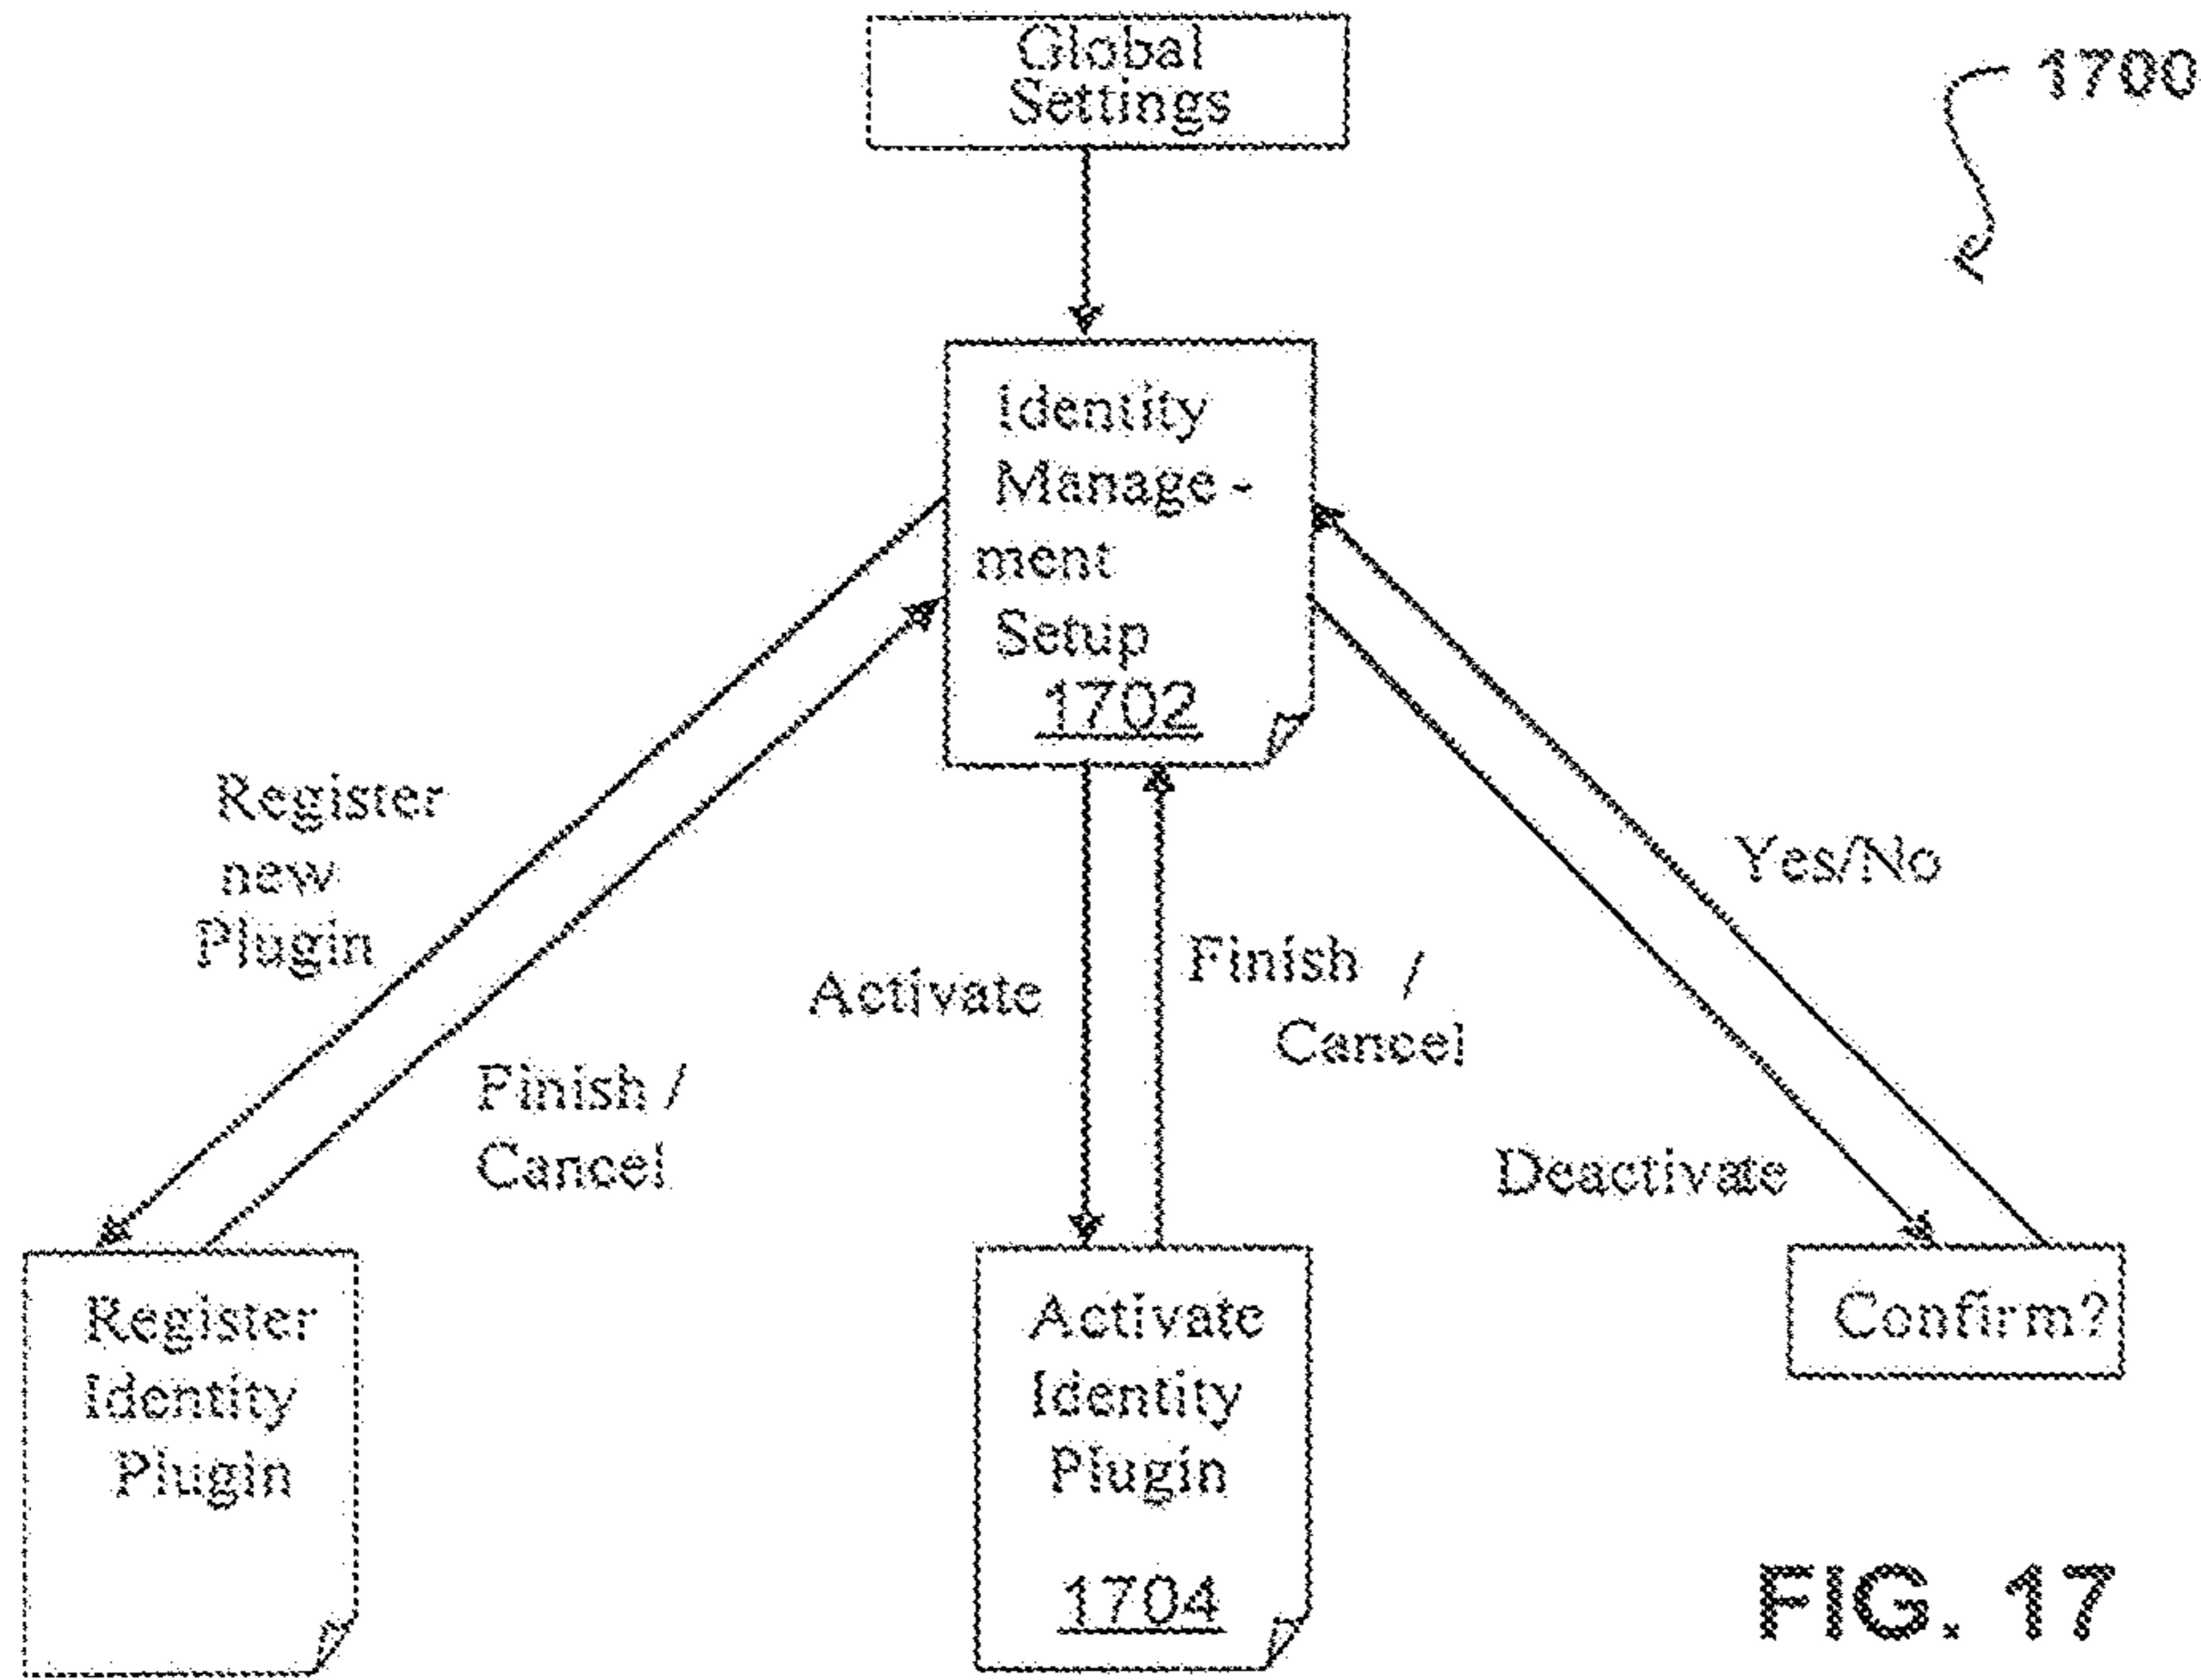 Global
Settings
1700
Identity
Manage -
ment
Setup
1702
Register
new
Plugin
Finish /
Cancel
Activate
Finish /
Cancel
Yes/No
Deactivate
Register
Identity
Plugin
Activate
Identity
Plugin
1704
Confirm?
FIG. 17